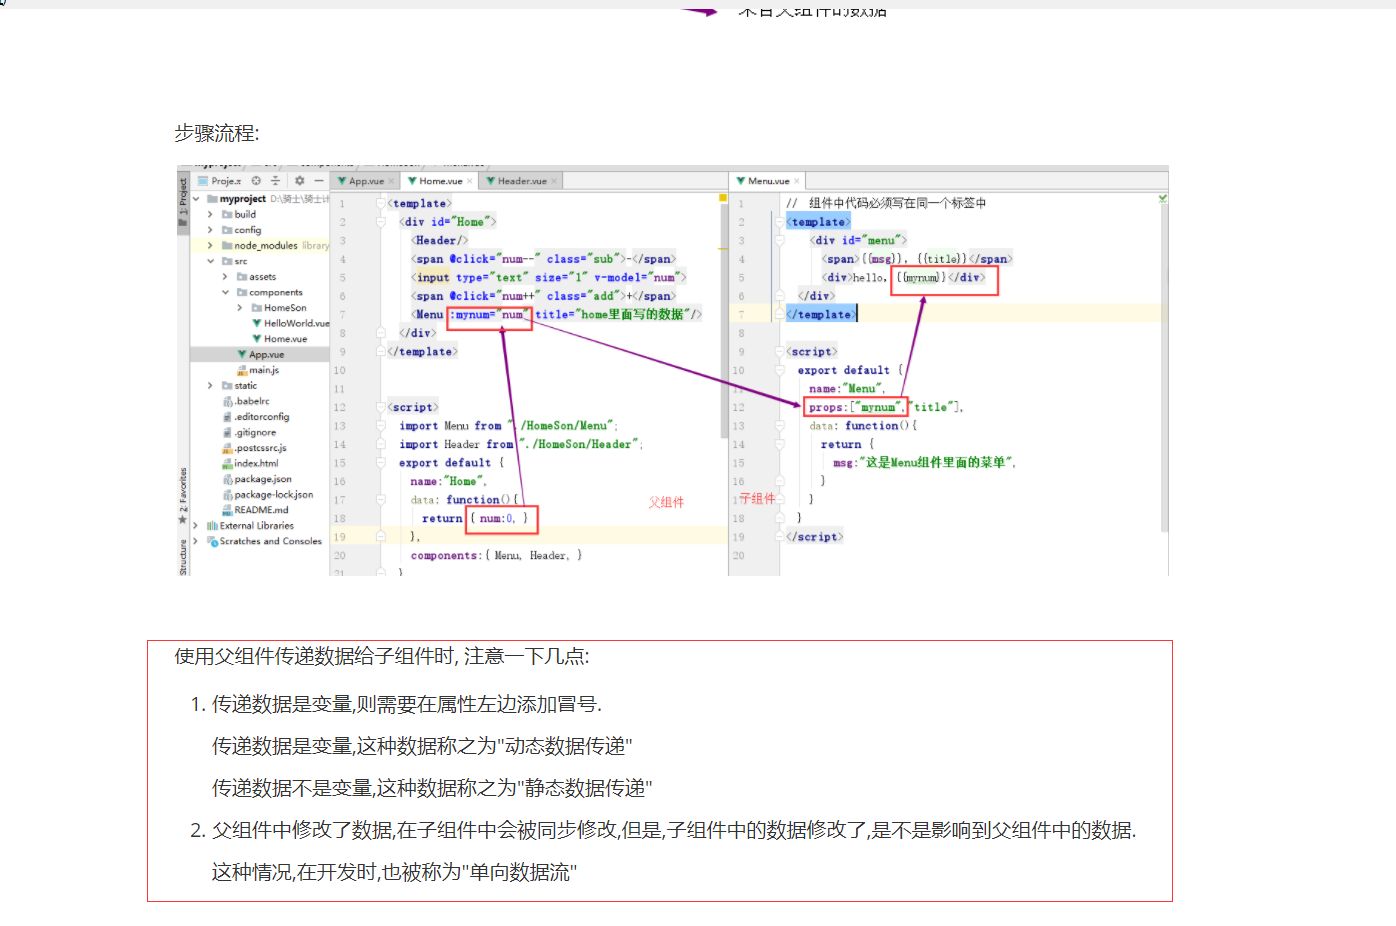 来自父组件的数据
步骤流程:
1: Project
2: Favorites
Structure
Proje.x
myproject D:\骑士\骑士计
build
config
node_modules library
src
assets
components
HomeSon
HelloWorld.vue
Home.vue
App.vue
main.js
static
.babelrc
.editorconfig
.gitignore
.postcssrc.js
index.html
package.json
package-lock.json
README.md
External Libraries
Scratches and Consoles
App.vue Home.vue Header.vue
1 <template>
2 <div id="Home">
3 <Header/>
4 <span @click="num--" class="sub">-</span>
5 <input type="text" size="1" v-model="num">
6 <span @click="num++" class="add">+</span>
7 <Menu :mynum="num" title="home里面写的数据"/>
8 </div>
9 </template>
10
11
12 <script>
13 import Menu from "./HomeSon/Menu";
14 import Header from "./HomeSon/Header";
15 export default {
16 name:"Home",
17 data: function(){
18 return { num:0, }
19 },
20 components:{ Menu, Header, }
21 }
父组件
Menu.vue
1 // 组件中代码必须写在同一个标签中
2 <template>
3 <div id="menu">
4 <span>{{msg}}, {{title}}</span>
5 <div>hello, {{mynum}}</div>
6 </div>
7 </template>
8
9 <script>
10 export default {
11 name:"Menu",
12 props:["mynum","title"],
13 data: function(){
14 return {
15 msg:"这是Menu组件里面的菜单",
16 }
17 }
18 }
19 </script>
20
子组件
使用父组件传递数据给子组件时, 注意一下几点:
1. 传递数据是变量,则需要在属性左边添加冒号.
传递数据是变量,这种数据称之为"动态数据传递"
传递数据不是变量,这种数据称之为"静态数据传递"
2. 父组件中修改了数据,在子组件中会被同步修改,但是,子组件中的数据修改了,是不是影响到父组件中的数据.
这种情况,在开发时,也被称为"单向数据流"